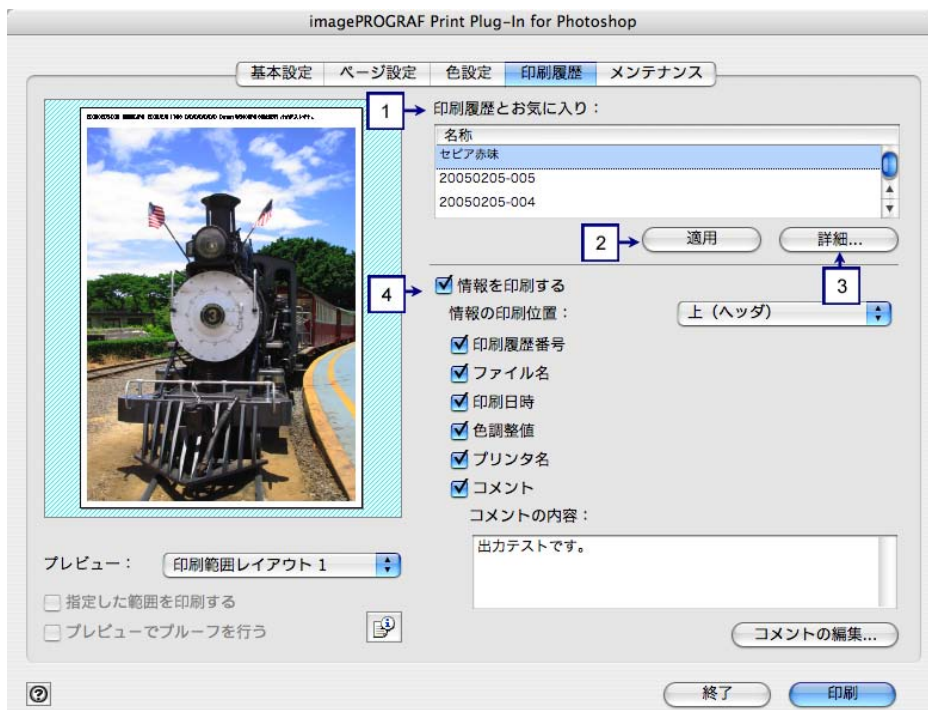 imagePROGRAF Print Plug-In for Photoshop
基本設定 ページ設定 色設定 印刷履歴 メンテナンス
1
印刷履歴とお気に入り：
名称
セピア赤味
20050205-005
20050205-004
2
適用
詳細...
3
4
情報を印刷する
情報の印刷位置：
上（ヘッダ）
印刷履歴番号
ファイル名
印刷日時
色調整値
プリンタ名
コメント
コメントの内容：
出力テストです。
コメントの編集...
3
プレビュー：
印刷範囲レイアウト 1
指定した範囲を印刷する
プレビューでプルーフを行う
?
終了
印刷